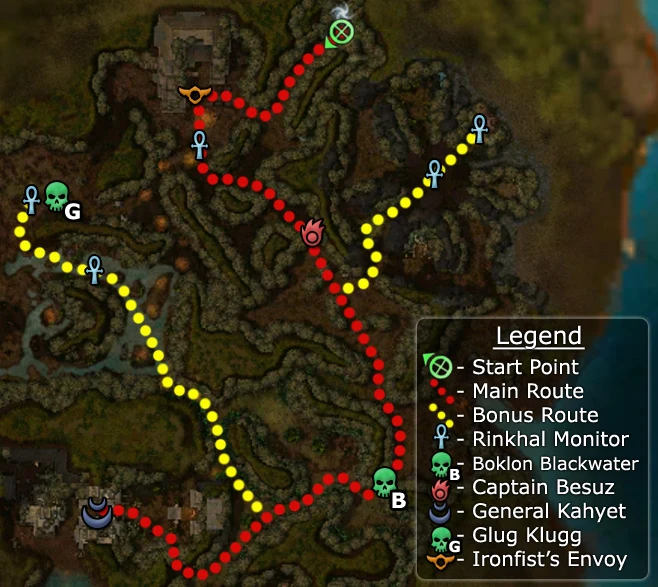 G
B
Legend
- Start Point
- Main Route
- Bonus Route
- Rinkhal Monitor
B - Boklon Blackwater
- Captain Besuz
- General Kahyet
G - Glug Klugg
- Ironfist's Envoy